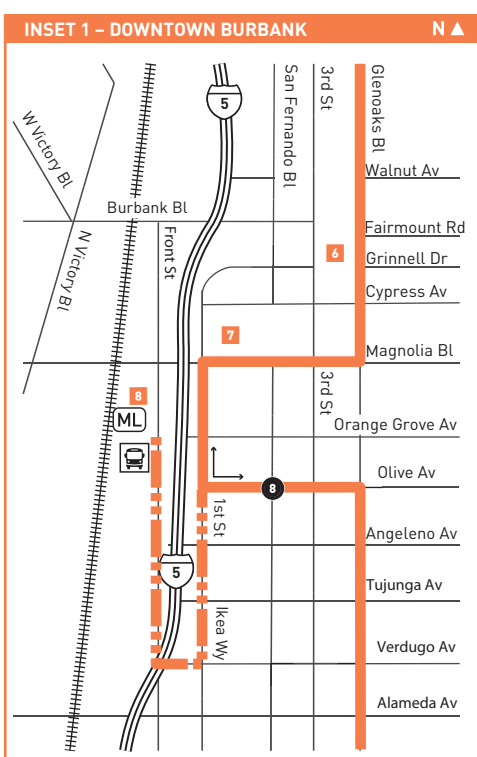 INSET 1 – DOWNTOWN BURBANK
N
5
San Fernando Bl
3rd St
Glenoaks Bl
W Victory Bl
Walnut Av
Burbank Bl
Fairmount Rd
N Victory Bl
Front St
6
Grinnell Dr
Cypress Av
7
Magnolia Bl
3rd St
8
ML
Orange Grove Av
Olive Av
8
1st St
Angeleno Av
5
Tujunga Av
Ikea Wy
Verdugo Av
Alameda Av